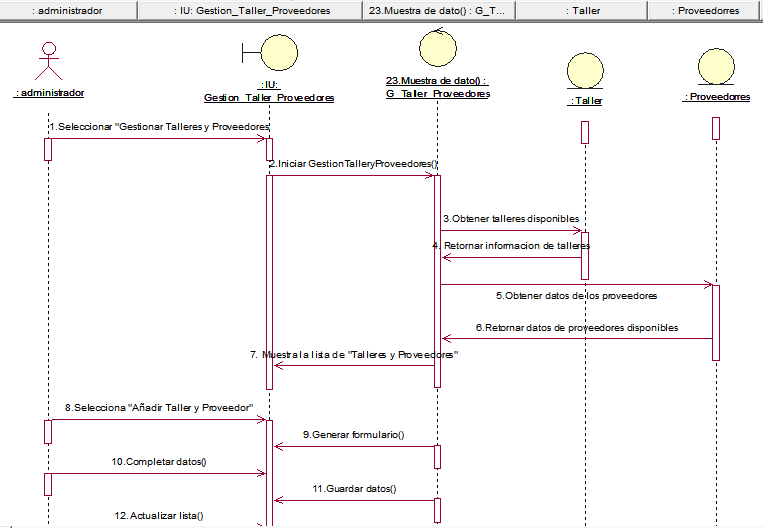 : administrador
: IU: Gestion_Taller_Proveedores
23.Muestra de dato() : G_T...
: Taller
: Proveedorres
: administrador
: IU:
Gestion_Taller_Proveedores
23.Muestra de dato() :
G_Taller_Proveedores
: Taller
: Proveedorres
1.Seleccionar "Gestionar Talleres y Proveedores
2.Iniciar GestionTalleryProveedores()
3.Obtener talleres disponibles
4. Retornar informacion de talleres
5.Obtener datos de los proveedores
6.Retornar datos de proveedores disponibles
7. Muestra la lista de "Talleres y Proveedores"
8.Selecciona "Añadir Taller y Proveedor"
9.Generar formulario()
10.Completar datos()
11.Guardar datos()
12.Actualizar lista()